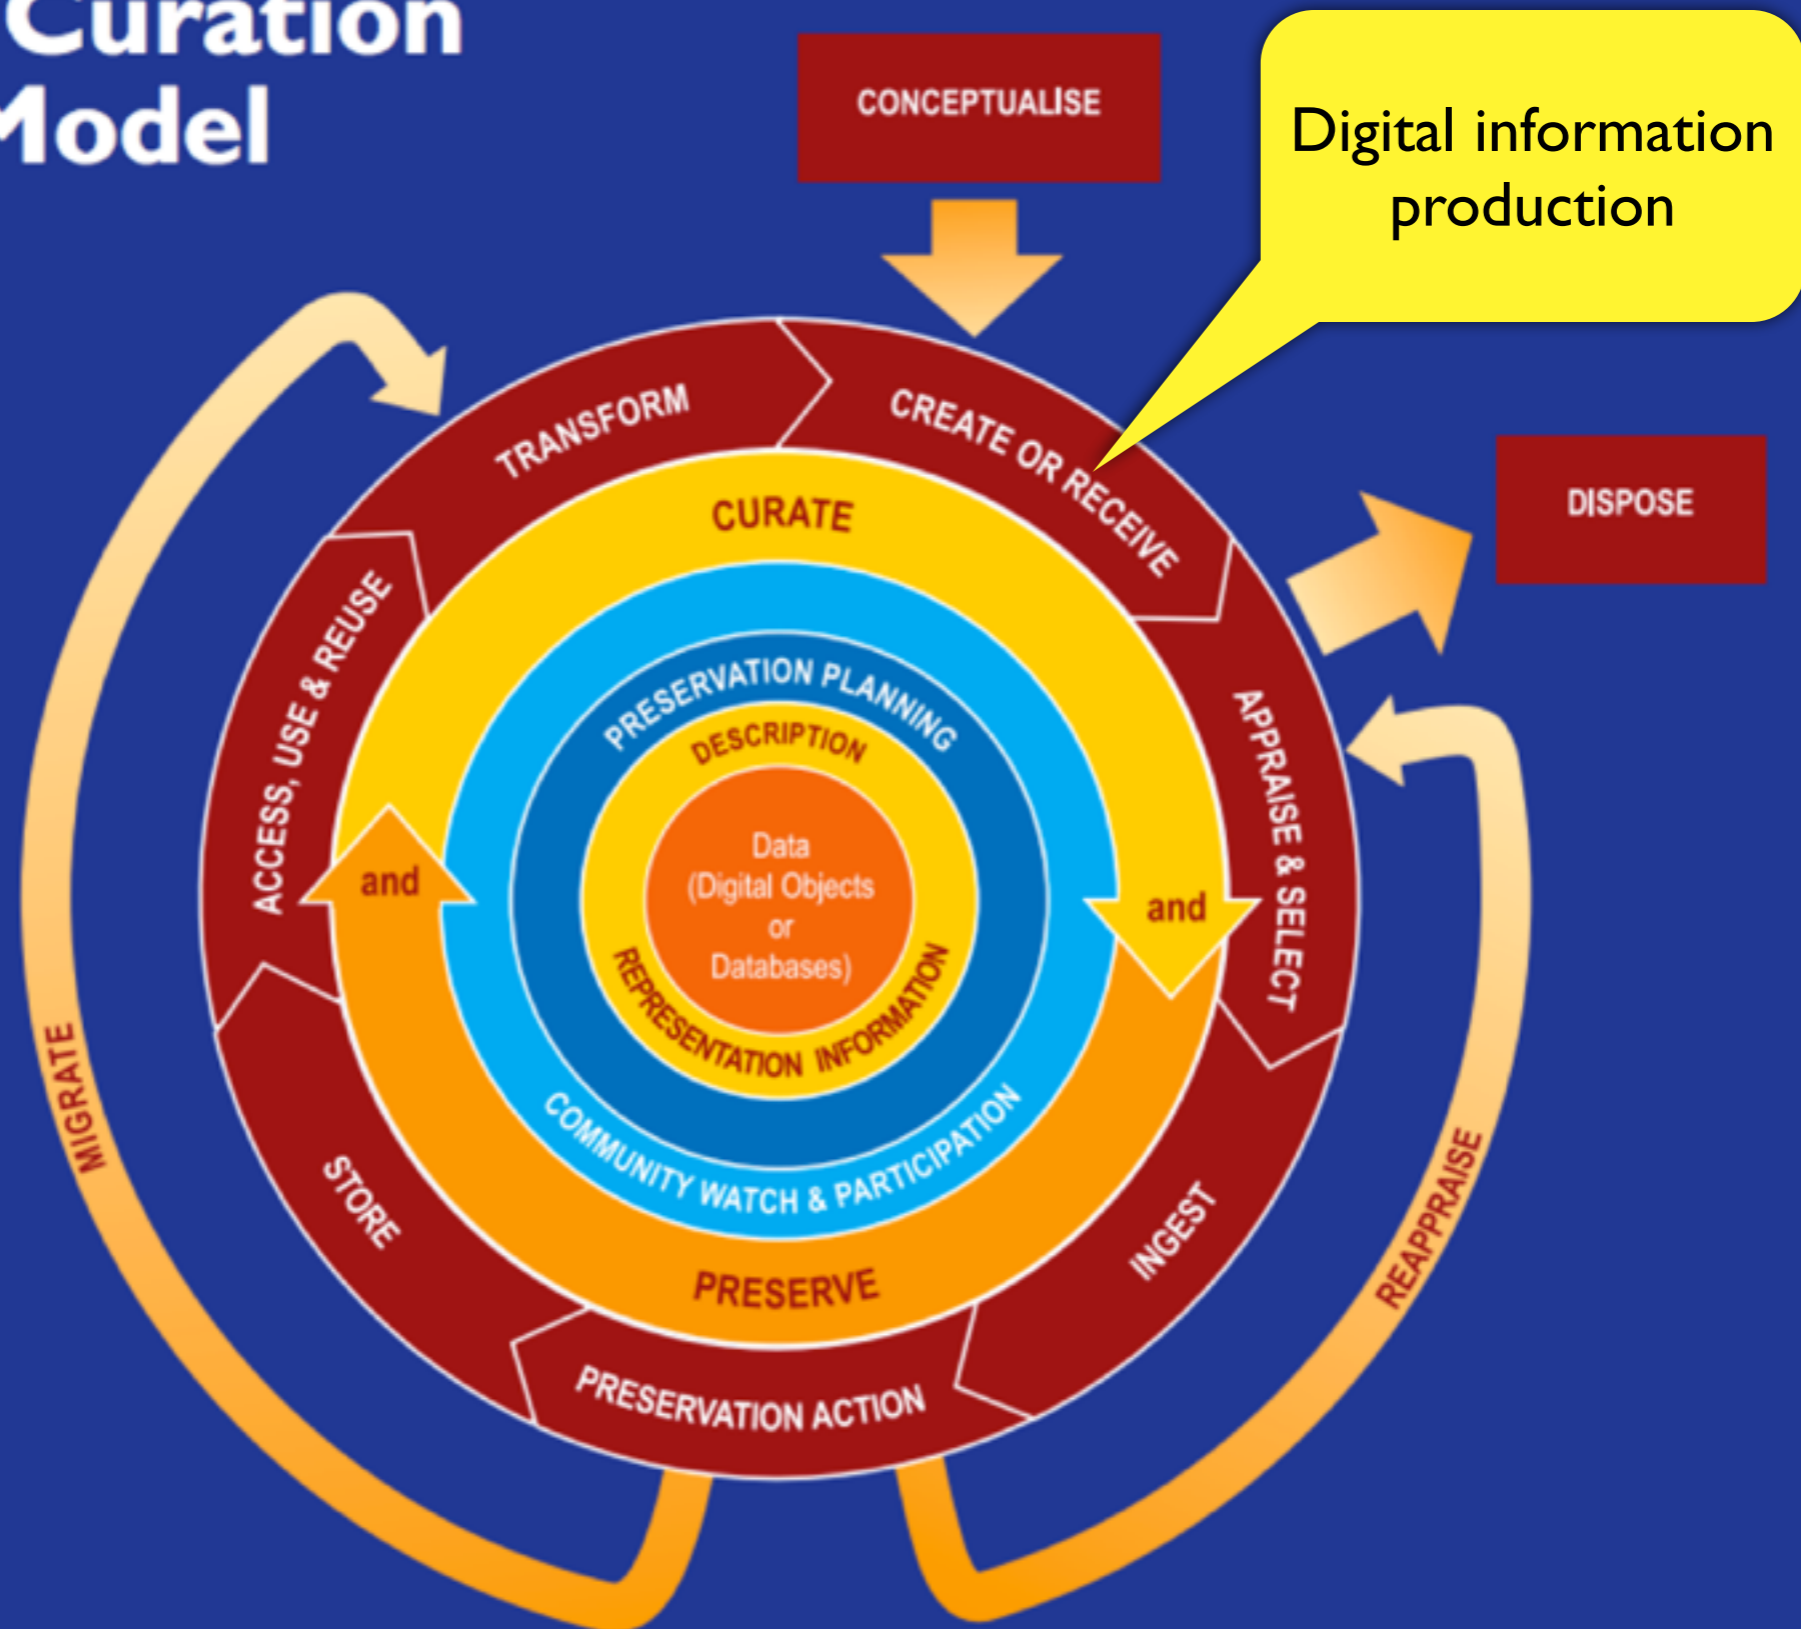 Curation
Model
CONCEPTUALISE
Digital information
production
DISPOSE
TRANSFORM
CREATE OR RECEIVE
APPRAISE & SELECT
INGEST
PRESERVATION ACTION
STORE
ACCESS, USE & REUSE
CURATE
and
PRESERVE
and
COMMUNITY WATCH & PARTICIPATION
PRESERVATION PLANNING
DESCRIPTION
REPRESENTATION INFORMATION
Data
(Digital Objects
or
Databases)
MIGRATE
REAPPRAISE